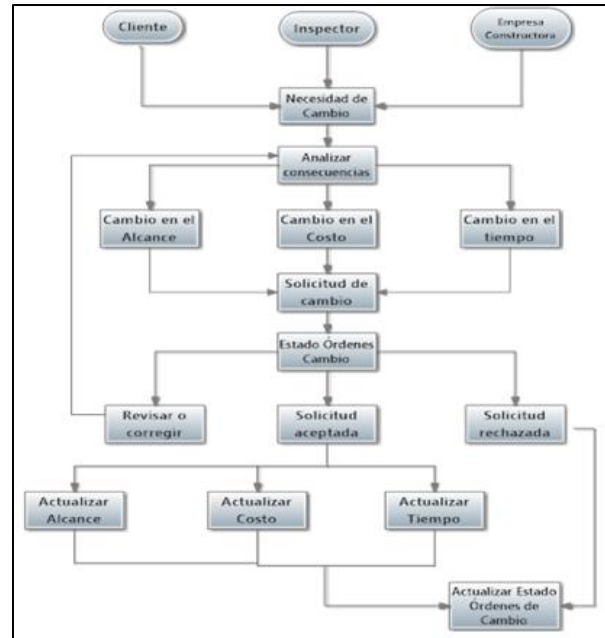 Cliente
Inspector
Empresa
Constructora
Necesidad de
Cambio
Analizar
consecuencias
Cambio en el
Alcance
Cambio en el
Costo
Cambio en el
tiempo
Solicitud de
cambio
Estado Órdenes
Cambio
Revisar o
corregir
Solicitud
aceptada
Solicitud
rechazada
Actualizar
Alcance
Actualizar
Costo
Actualizar
Tiempo
Actualizar Estado
Órdenes de
Cambio